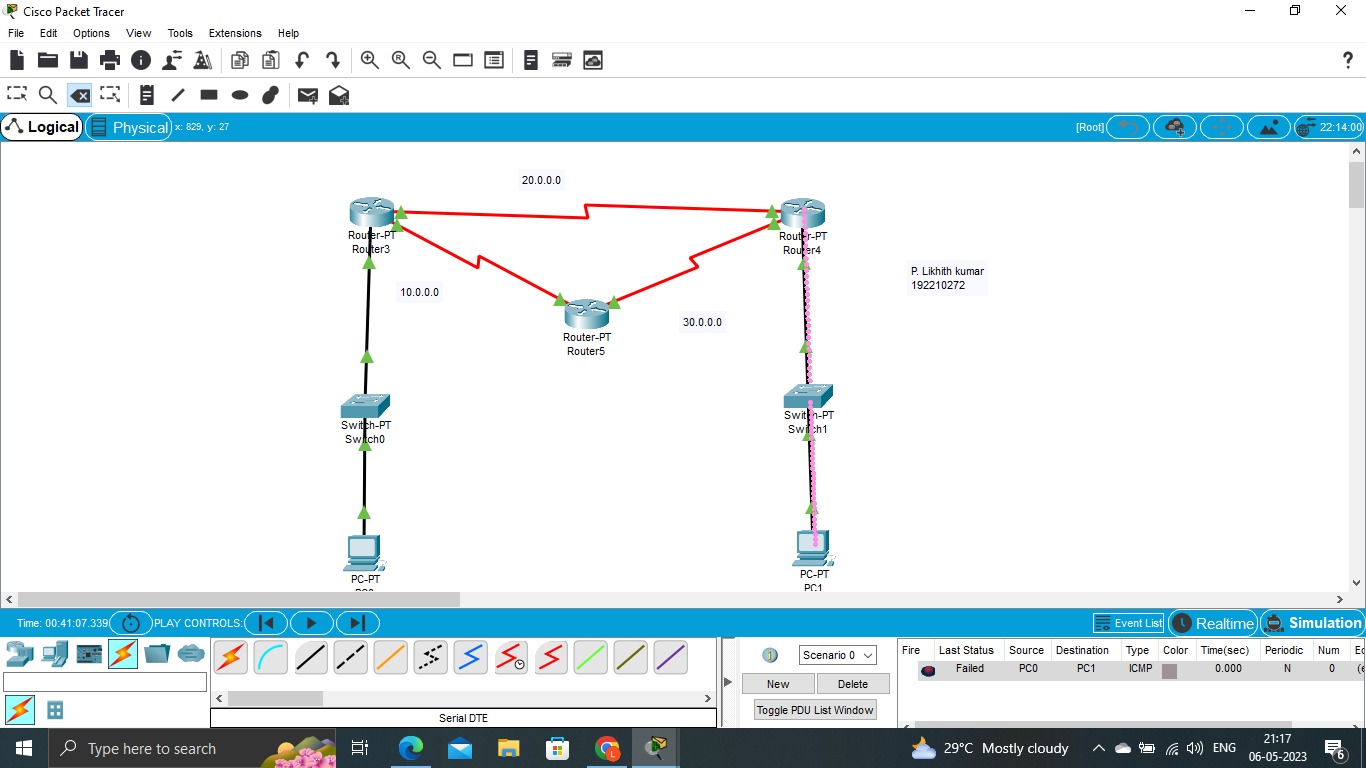 Cisco Packet Tracer
File Edit Options View Tools Extensions Help
?
Logical Physical x: 829, y: 27 [Root] 22:14:00
20.0.0.0
Router-PT
Router3
Router-PT
Router4
P. Likhith kumar
192210272
10.0.0.0
30.0.0.0
Router-PT
Router5
Switch-PT
Switch0
Switch-PT
Switch1
PC-PT
PC0
PC-PT
PC1
Time: 00:41:07.339 PLAY CONTROLS: Event List Realtime Simulation
Scenario 0
New Delete
Toggle PDU List Window
Serial DTE
Fire Last Status Source Destination Type Color Time(sec) Periodic Num
Failed PC0 PC1 ICMP 0.000 N 0
Type here to search
29°C Mostly cloudy
ENG
21:17
06-05-2023
6